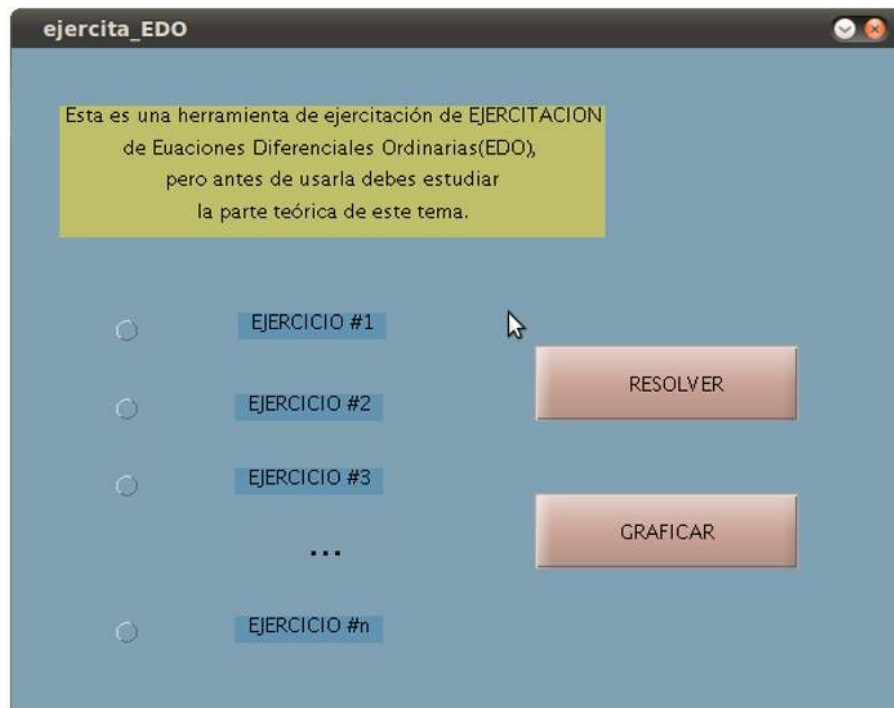 ejercita_EDO
Esta es una herramienta de ejercitación de EJERCITACION
de Euaciones Diferenciales Ordinarias(EDO),
pero antes de usarla debes estudiar
la parte teórica de este tema.
EJERCICIO #1
EJERCICIO #2
EJERCICIO #3
...
EJERCICIO #n
RESOLVER
GRAFICAR